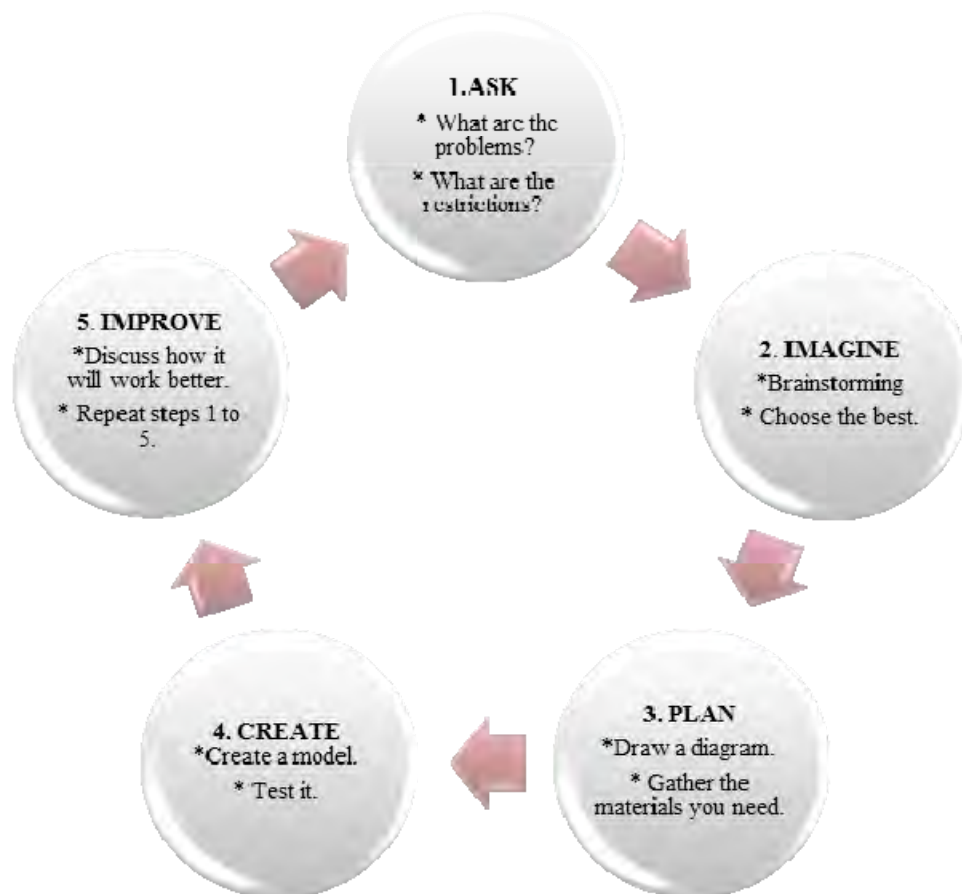 1.ASK
* What are the
problems?
* What are the
restrictions?
2. IMAGINE
*Brainstorming
* Choose the best.
3. PLAN
*Draw a diagram.
* Gather the
materials you need.
4. CREATE
*Create a model.
* Test it.
5. IMPROVE
*Discuss how it
will work better.
* Repeat steps 1 to
5.